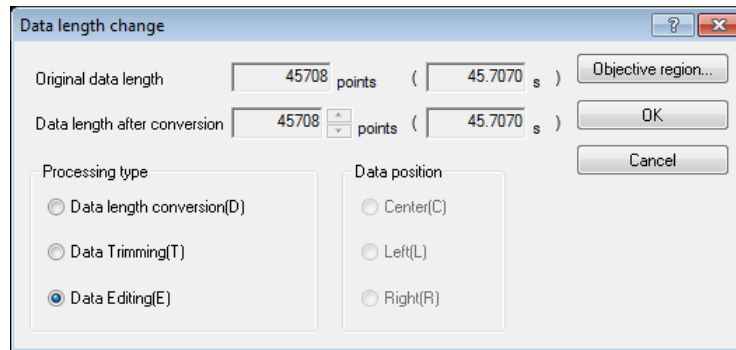 Data length change
Original data length 45708 points ( 45.7070 s ) Objective region...
Data length after conversion 45708 points ( 45.7070 s ) OK
Cancel
Processing type Data position
Data length conversion(D) Center(C)
Data Trimming(T) Left(L)
Data Editing(E) Right(R)